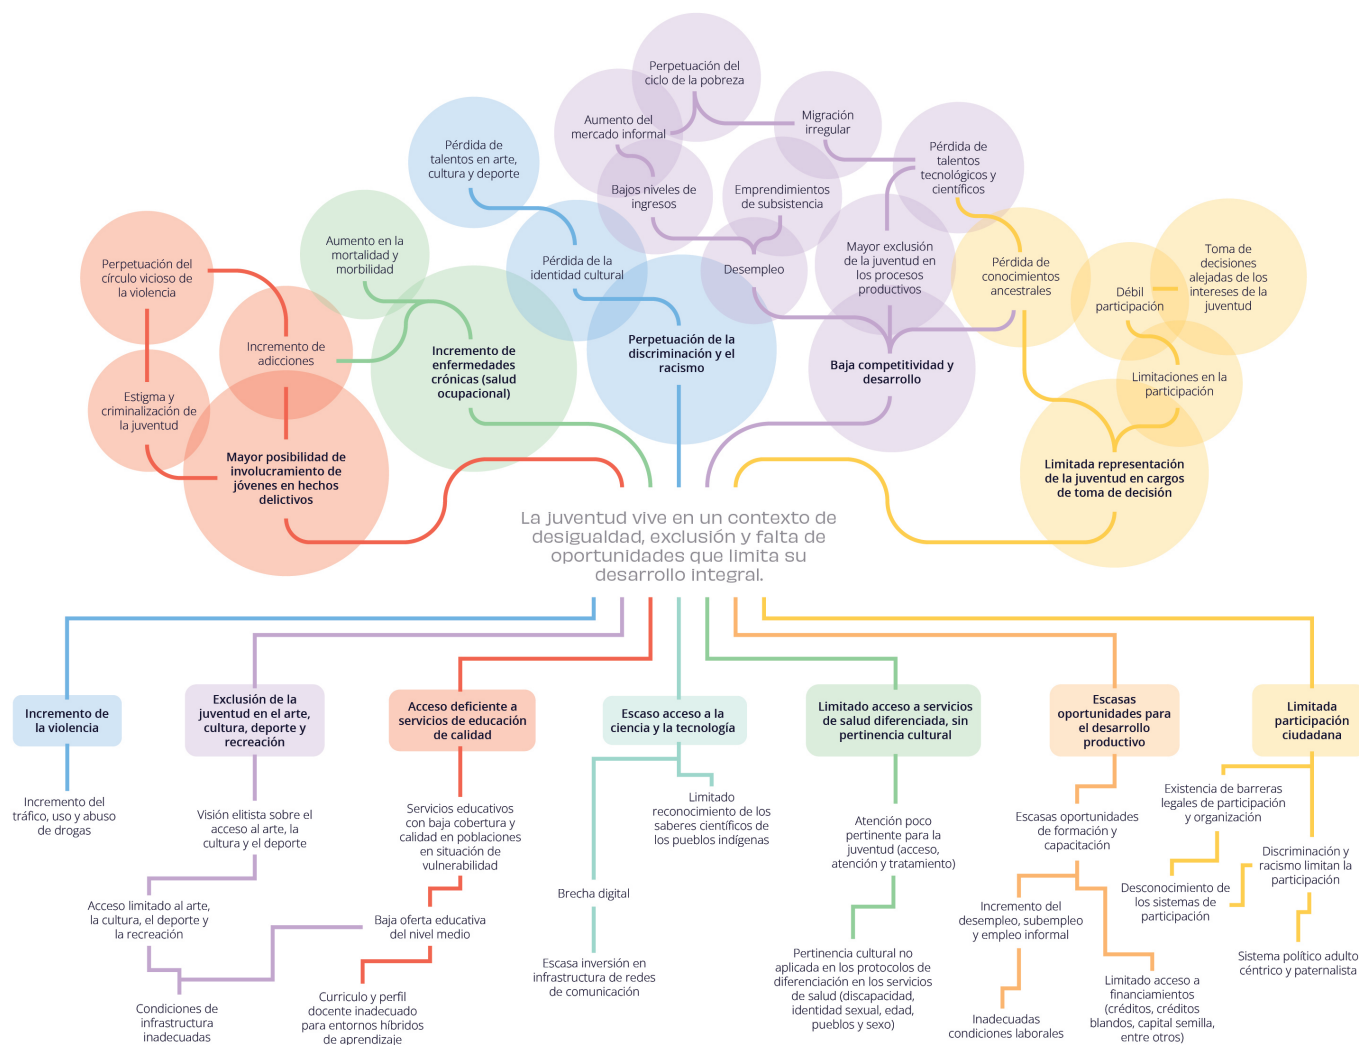 Perpetuación del
ciclo de la pobreza
Aumento del
mercado informal
Migración
irregular
Pérdida de
talentos en arte,
cultura y deporte
Pérdida de
talentos
tecnológicos y
científicos
Bajos niveles de
ingresos
Emprendimientos
de subsistencia
Aumento en la
mortalidad y
morbilidad
Perpetuación del
círculo vicioso de
la violencia
Pérdida de la
identidad cultural
Desempleo
Mayor exclusión
de la juventud en
los procesos
productivos
Pérdida de
conocimientos
ancestrales
Débil
participación
Toma de
decisiones
alejadas de los
intereses de la
juventud
Incremento de
adicciones
Incremento de
enfermedades
crónicas (salud
ocupacional)
Perpetuación de la
discriminación y el
racismo
Baja competitividad y
desarrollo
Limitaciones en la
participación
Estigma y
criminalización de
la juventud
Mayor posibilidad de
involucramiento de
jóvenes en hechos
delictivos
Limitada representación
de la juventud en cargos
de toma de decisión
La juventud vive en un contexto de
desigualdad, exclusión y falta de
oportunidades que limita su
desarrollo integral.
Incremento de
la violencia
Exclusión de la
juventud en el arte,
cultura, deporte y
recreación
Acceso deficiente a
servicios de educación
de calidad
Escaso acceso a la
ciencia y la tecnología
Limitado acceso a servicios
de salud diferenciada, sin
pertinencia cultural
Escasas
oportunidades para
el desarrollo
productivo
Limitada
participación
ciudadana
Incremento del
tráfico, uso y abuso
de drogas
Visión elitista sobre el
acceso al arte, la
cultura y el deporte
Acceso limitado al arte,
la cultura, el deporte y
la recreación
Condiciones de
infraestructura
inadecuadas
Servicios educativos
con baja cobertura y
calidad en poblaciones
en situación de
vulnerabilidad
Baja oferta educativa
del nivel medio
Curriculo y perfil
docente inadecuado
para entornos híbridos
de aprendizaje
Limitado
reconocimiento de los
saberes científicos de
los pueblos indígenas
Brecha digital
Escasa inversión en
infraestructura de redes
de comunicación
Atención poco
pertinente para la
juventud (acceso,
atención y tratamiento)
Pertinencia cultural no
aplicada en los protocolos de
diferenciación en los servicios
de salud (discapacidad,
identidad sexual, edad,
pueblos y sexo)
Escasas oportunidades
de formación y
capacitación
Incremento del
desempleo, subempleo
y empleo informal
Inadecuadas
condiciones laborales
Limitado acceso a
financiamientos
(créditos, créditos
blandos, capital semilla,
entre otros)
Existencia de barreras
legales de participación
y organización
Discriminación y
racismo limitan la
participación
Desconocimiento de
los sistemas de
participación
Sistema político adulto
céntrico y paternalista